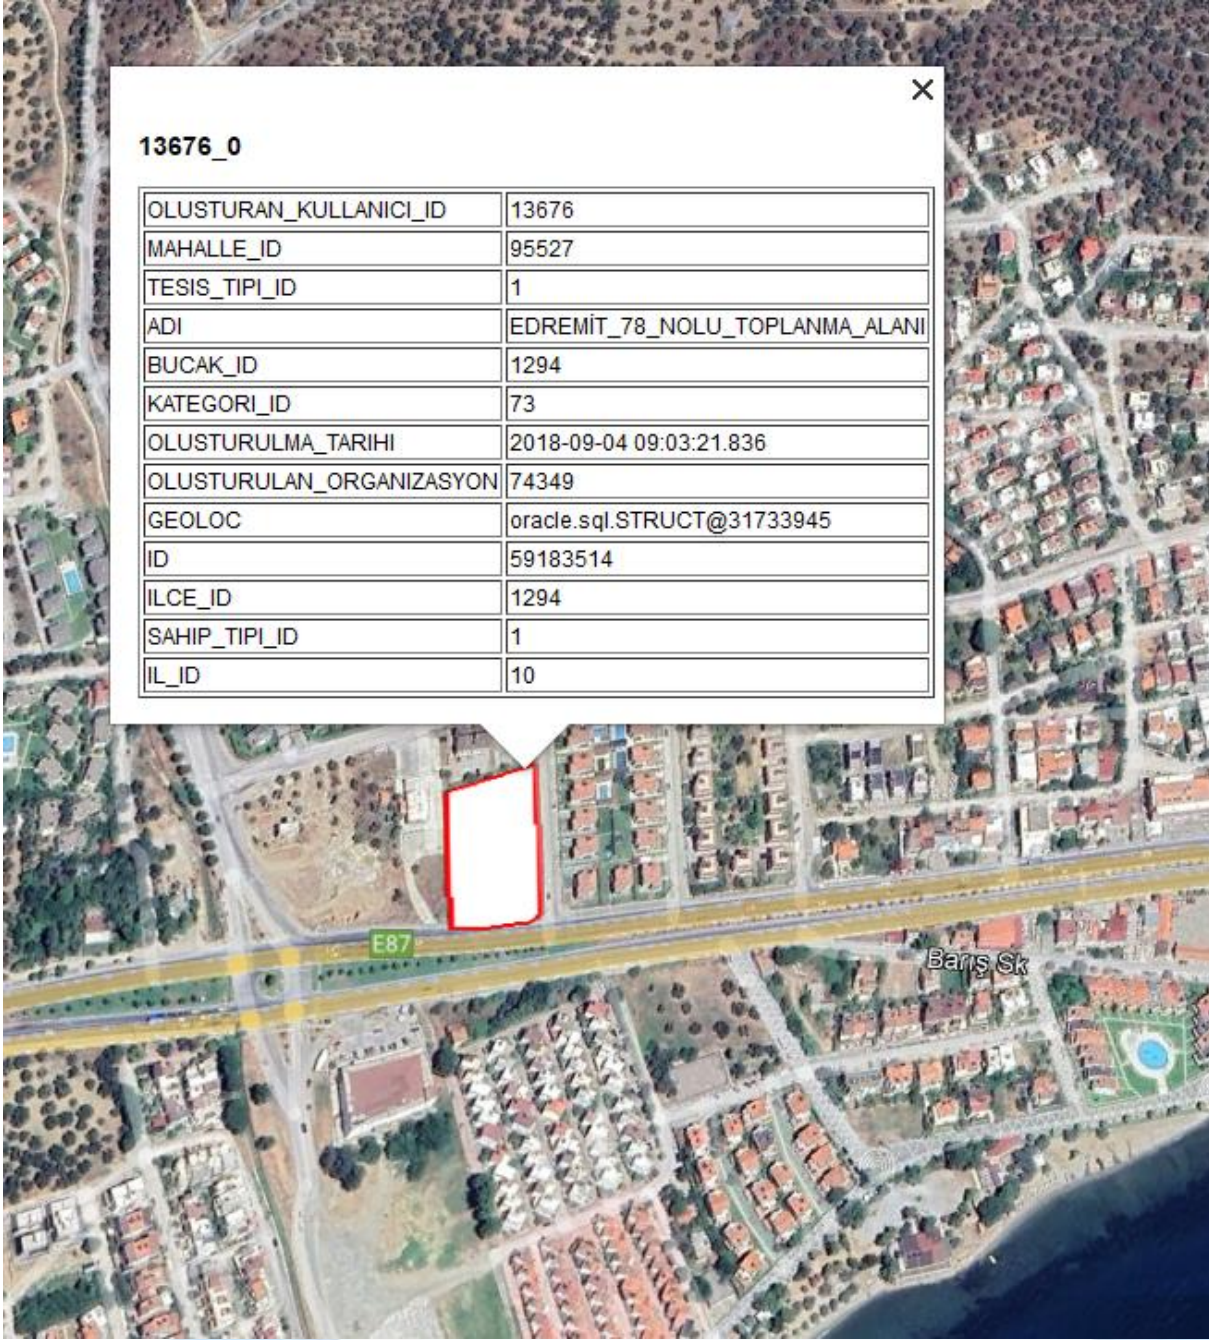 13676_0
OLUSTURAN_KULLANICI_ID 13676
MAHALLE_ID 95527
TESIS_TIPI_ID 1
ADI EDREMİT_78_NOLU_TOPLANMA_ALANI
BUCAK_ID 1294
KATEGORI_ID 73
OLUSTURULMA_TARIHI 2018-09-04 09:03:21.836
OLUSTURULAN_ORGANIZASYON 74349
GEOLOC oracle.sql.STRUCT@31733945
ID 59183514
ILCE_ID 1294
SAHIP_TIPI_ID 1
IL_ID 10
E87
Barış Sk